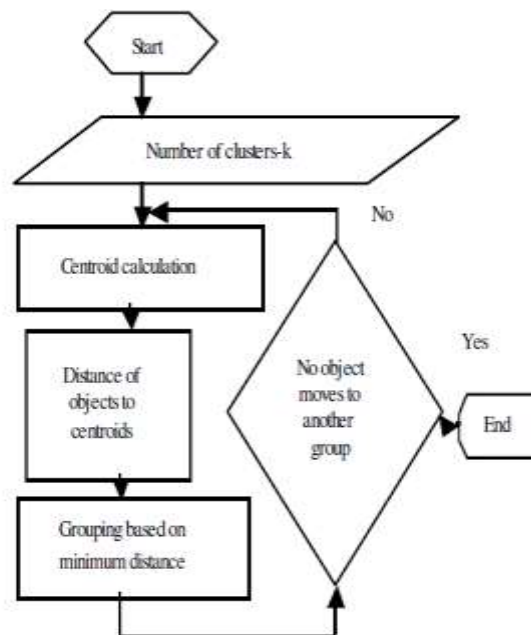 Start
Number of clusters-k
No
Centroid calculation
Yes
Distance of
objects to
centroids
No object
moves to
another
group
End
Grouping based on
minimum distance